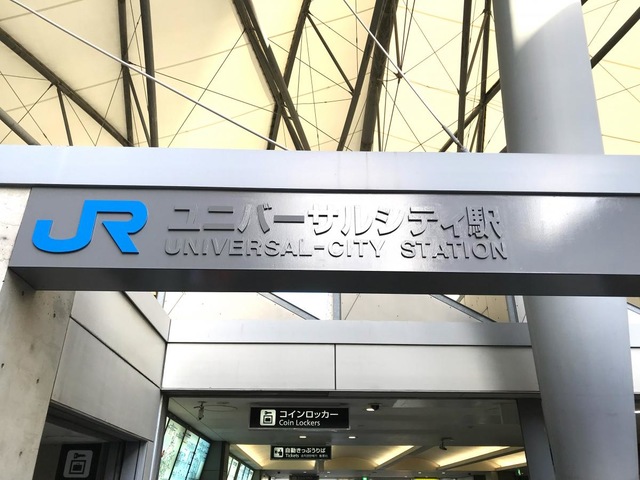 JR ユニバーサルシティ駅
UNIVERSAL-CITY STATION
コインロッカー
Coin Lockers
自動きっぷうりば
Tickets